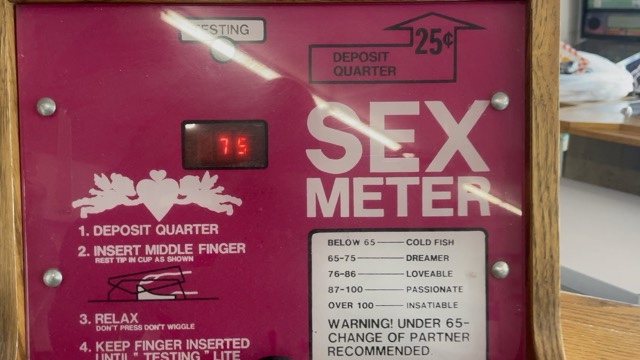 TESTING
25¢
DEPOSIT
QUARTER
75
SEX
METER
1. DEPOSIT QUARTER
2. INSERT MIDDLE FINGER
REST TIP IN CUP AS SHOWN
3. RELAX
DON'T PRESS DON'T WIGGLE
4. KEEP FINGER INSERTED
UNTIL "TESTING" LITE
BELOW 65 — COLD FISH
65-75 — DREAMER
76-86 — LOVEABLE
87-100 — PASSIONATE
OVER 100 — INSATIABLE
WARNING! UNDER 65-
CHANGE OF PARTNER
RECOMMENDED.